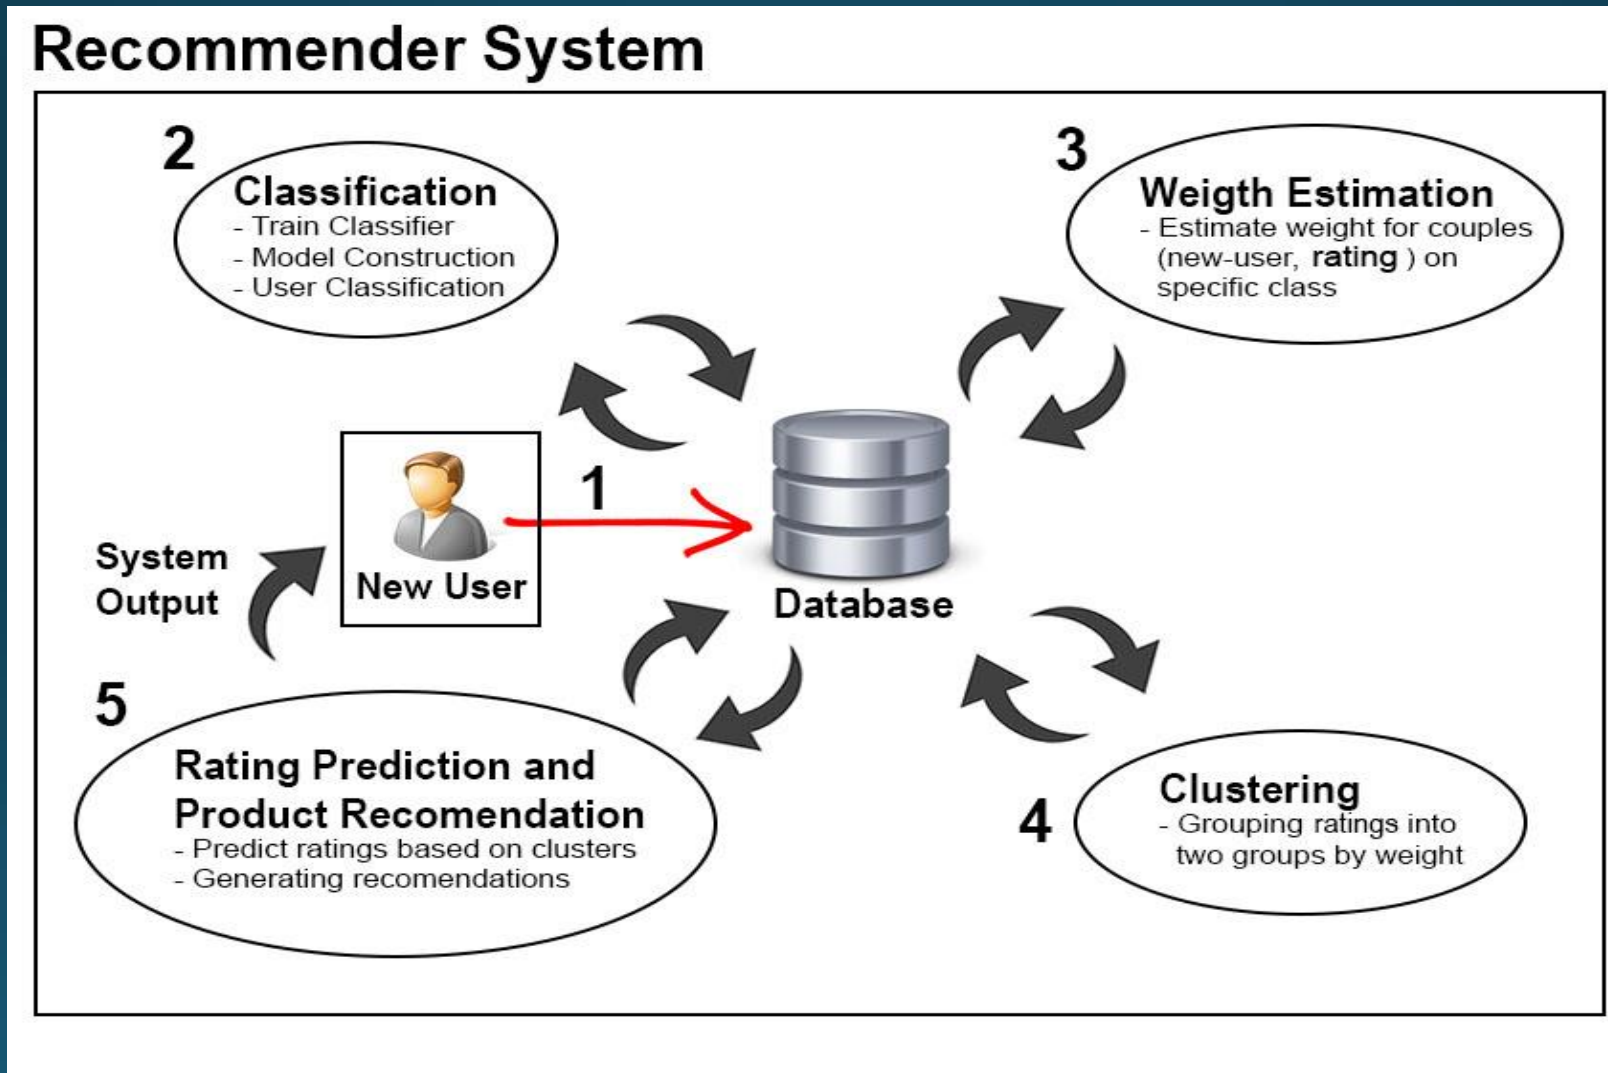 Recommender System
1
New User
Database
2
Classification
- Train Classifier
- Model Construction
- User Classification
3
Weigth Estimation
- Estimate weight for couples
(new-user, rating ) on
specific class
4
Clustering
- Grouping ratings into
two groups by weight
5
Rating Prediction and
Product Recomendation
- Predict ratings based on clusters
- Generating recomendations
System
Output